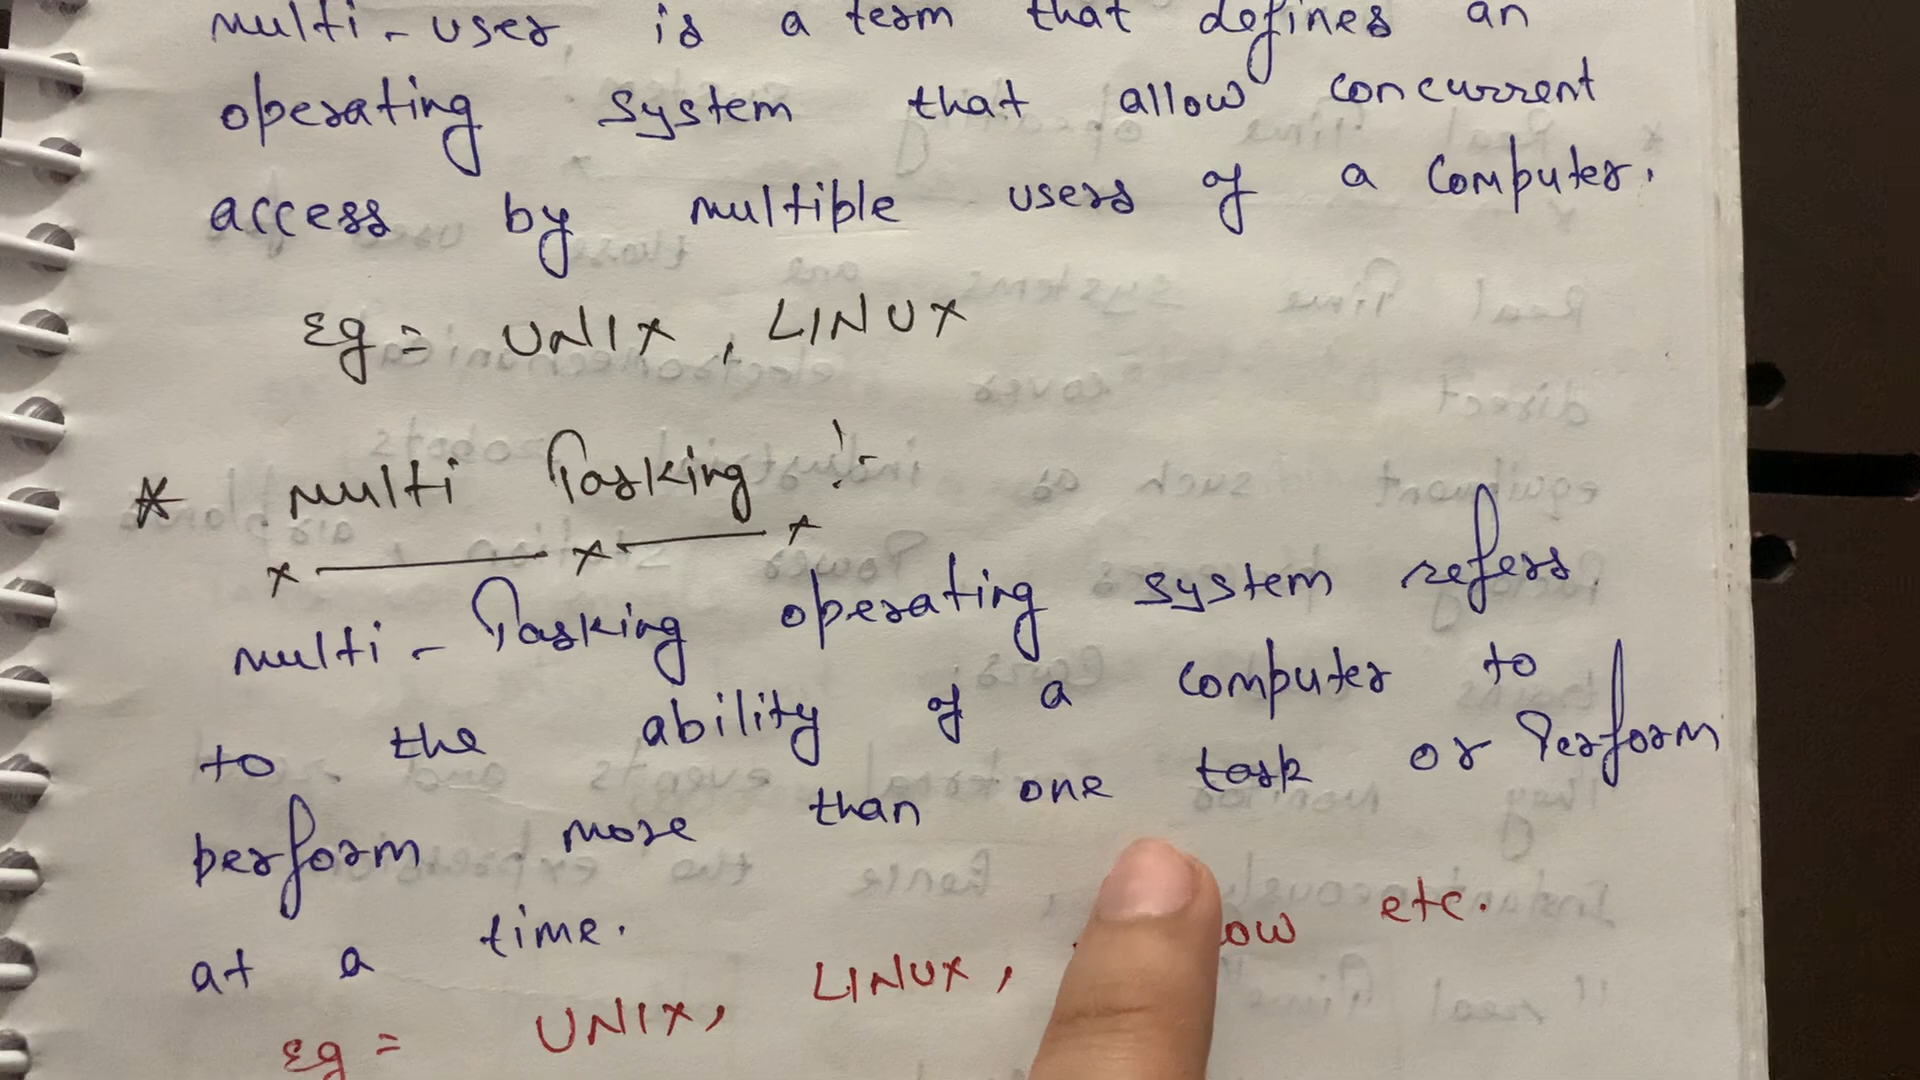 multi-user is a term that defines an
operating system that allow concurrent
access by multiple users of a computer.
Eg = UNIX, LINUX
* Multi Tasking :-
x——x——x
Multi-Tasking operating system refers
to the ability of a computer to
perform more than one task or Perform
at a time.
Eg = UNIX, LINUX, etc.